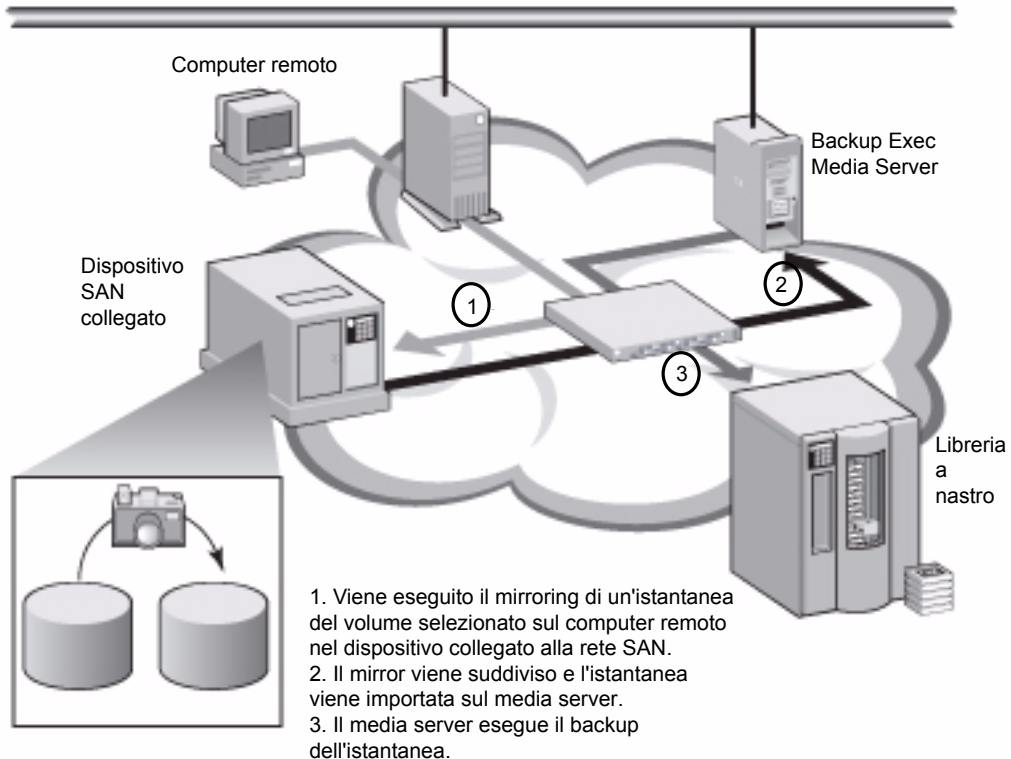 Computer remoto
Backup Exec
Media Server
Dispositivo
SAN
collegato
1
2
3
Libreria
a
nastro
1. Viene eseguito il mirroring di un'istantanea
del volume selezionato sul computer remoto
nel dispositivo collegato alla rete SAN.
2. Il mirror viene suddiviso e l'istantanea
viene importata sul media server.
3. Il media server esegue il backup
dell'istantanea.